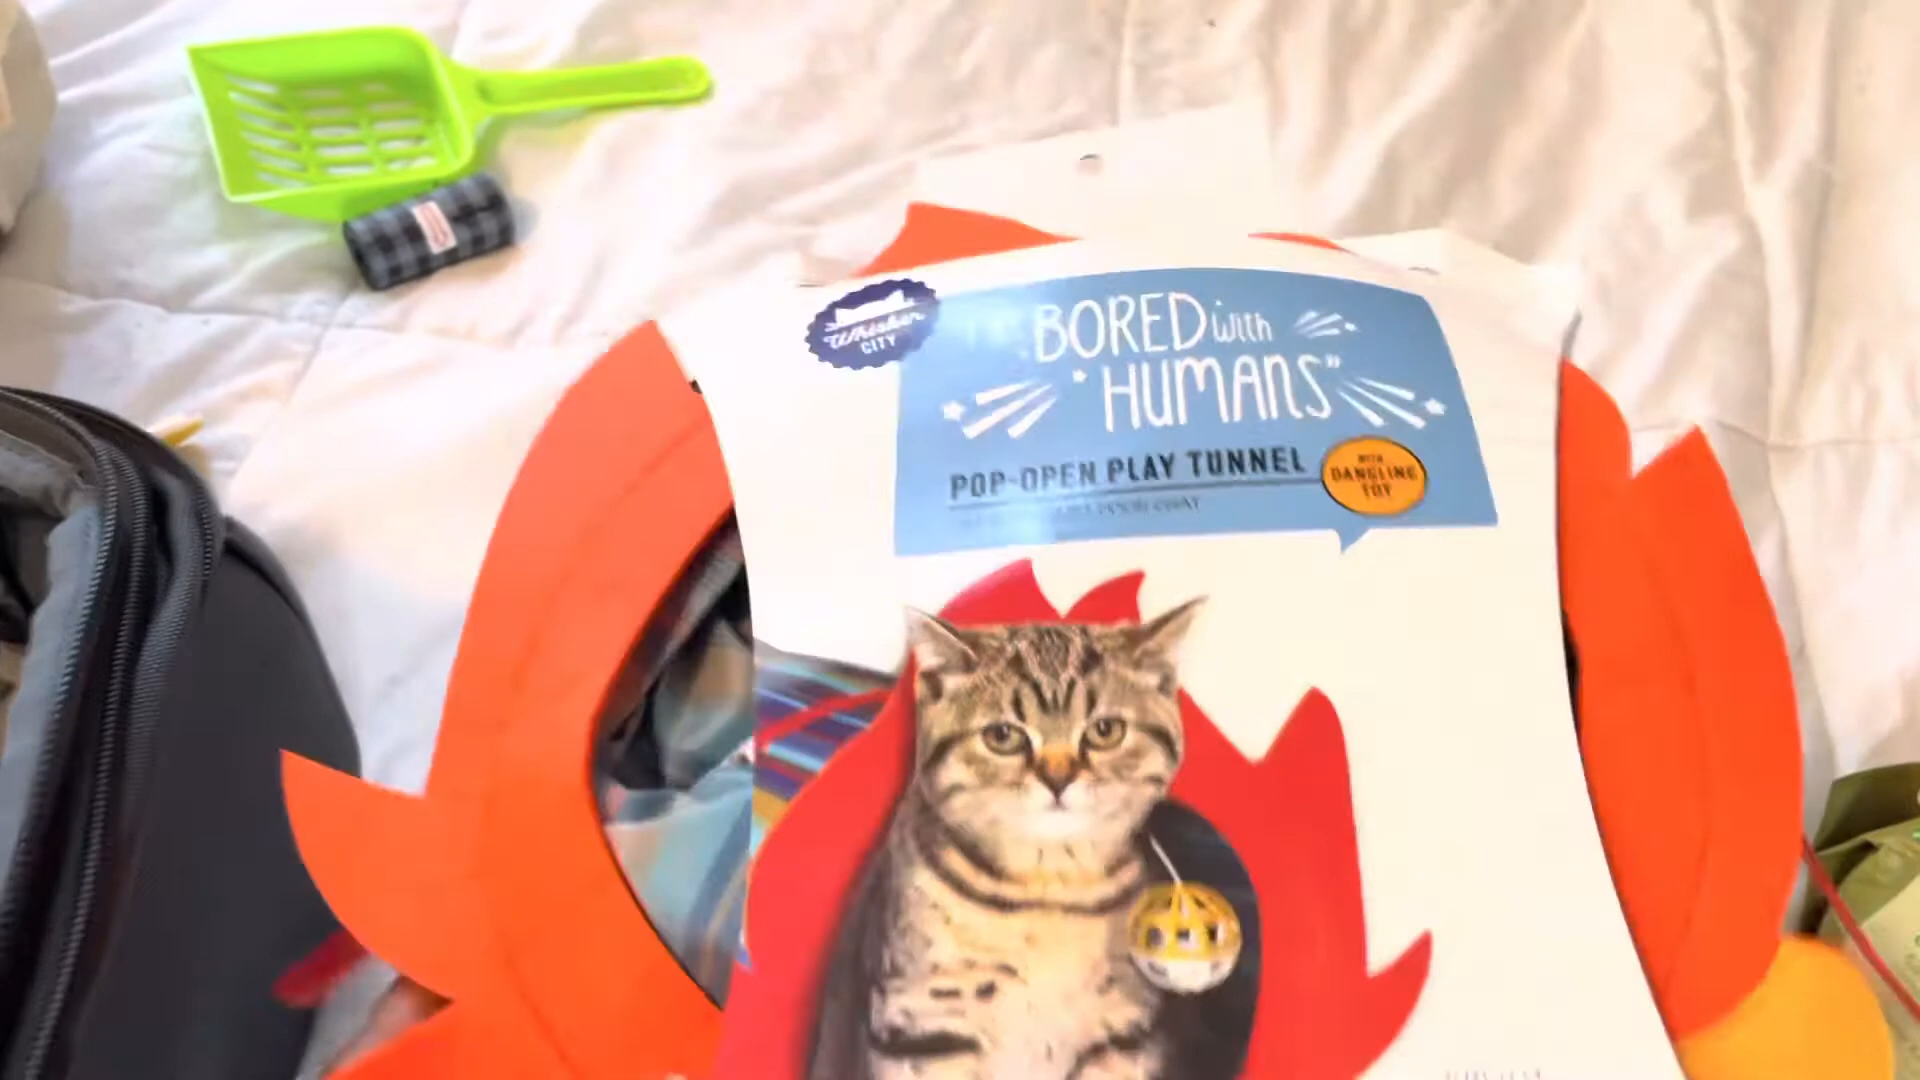 Whisker
CITY
BORED with
HUMANS"
POP-OPEN PLAY TUNNEL
WITH
DANGLING
TOY